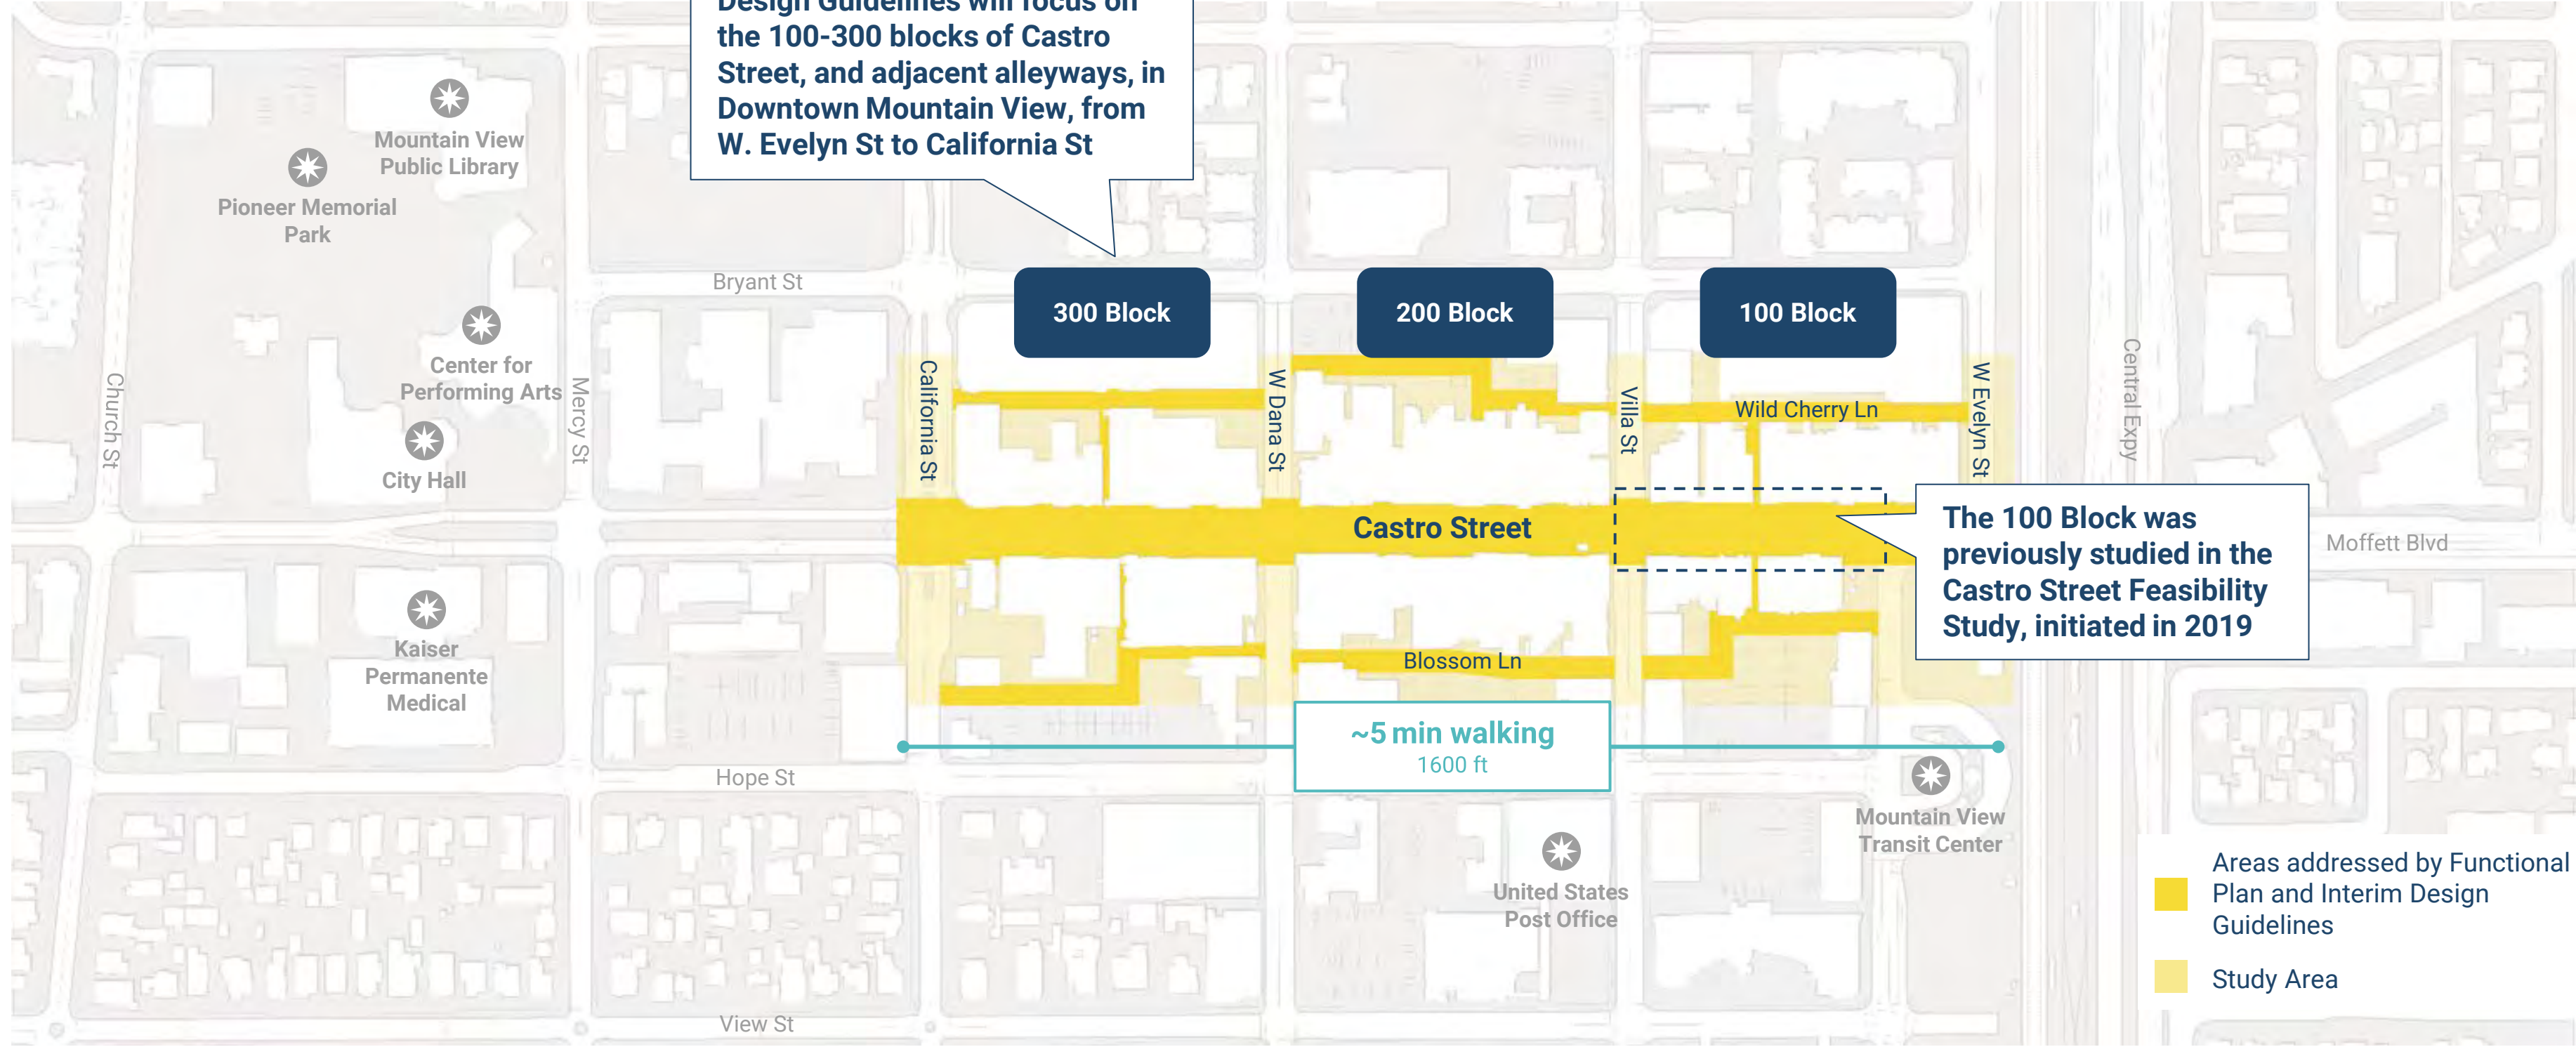 Design Guidelines will focus on
the 100-300 blocks of Castro
Street, and adjacent alleyways, in
Downtown Mountain View, from
W. Evelyn St to California St
Mountain View
Public Library
Pioneer Memorial
Park
Bryant St
300 Block
200 Block
100 Block
Center for
Performing Arts
City Hall
Church St
Mercy St
California St
W Dana St
Villa St
Wild Cherry Ln
W Evelyn St
Central Expy
Castro Street
The 100 Block was
previously studied in the
Castro Street Feasibility
Study, initiated in 2019
Moffett Blvd
Kaiser
Permanente
Medical
Blossom Ln
~5 min walking
1600 ft
Hope St
Mountain View
Transit Center
United States
Post Office
View St
Areas addressed by Functional
Plan and Interim Design
Guidelines
Study Area